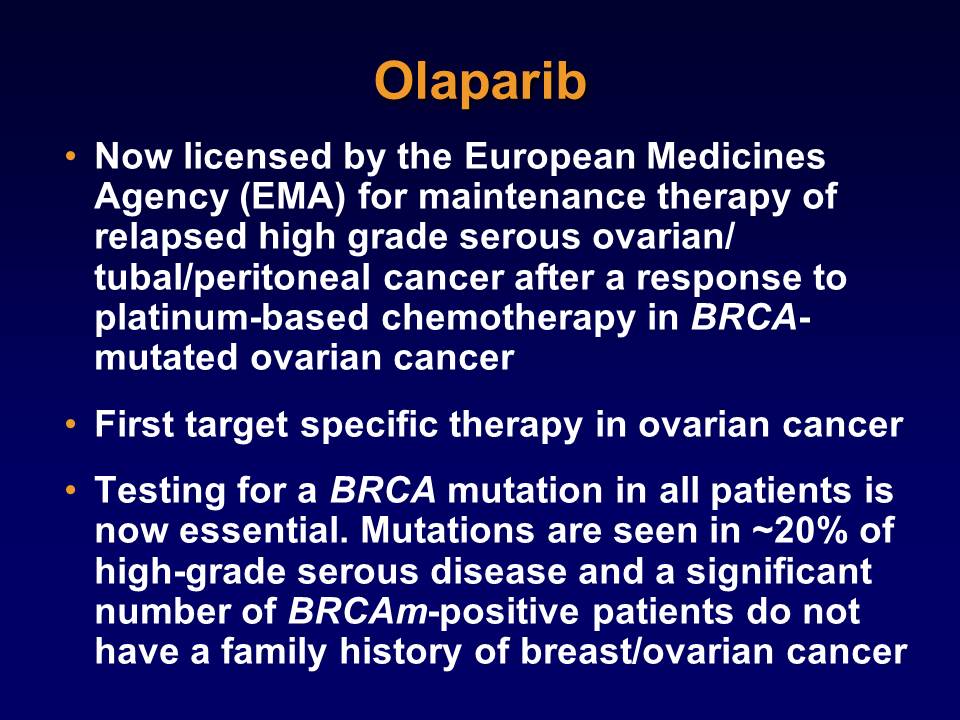 Olaparib
• Now licensed by the European Medicines
Agency (EMA) for maintenance therapy of
relapsed high grade serous ovarian/
tubal/peritoneal cancer after a response to
platinum-based chemotherapy in BRCA-
mutated ovarian cancer
• First target specific therapy in ovarian cancer
• Testing for a BRCA mutation in all patients is
now essential. Mutations are seen in ~20% of
high-grade serous disease and a significant
number of BRCAm-positive patients do not
have a family history of breast/ovarian cancer